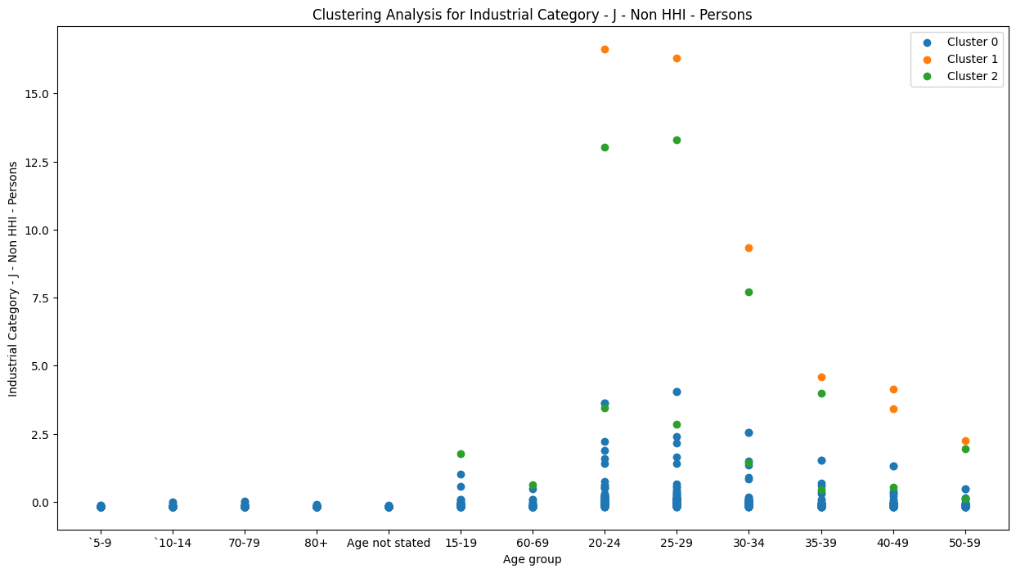 Clustering Analysis for Industrial Category - J - Non HHI - Persons
Cluster 0
Cluster 1
Cluster 2
Industrial Category - J - Non HHI - Persons
15.0
12.5
10.0
7.5
5.0
2.5
0.0
`5-9 `10-14 70-79 80+ Age not stated 15-19 60-69 20-24 25-29 30-34 35-39 40-49 50-59
Age group